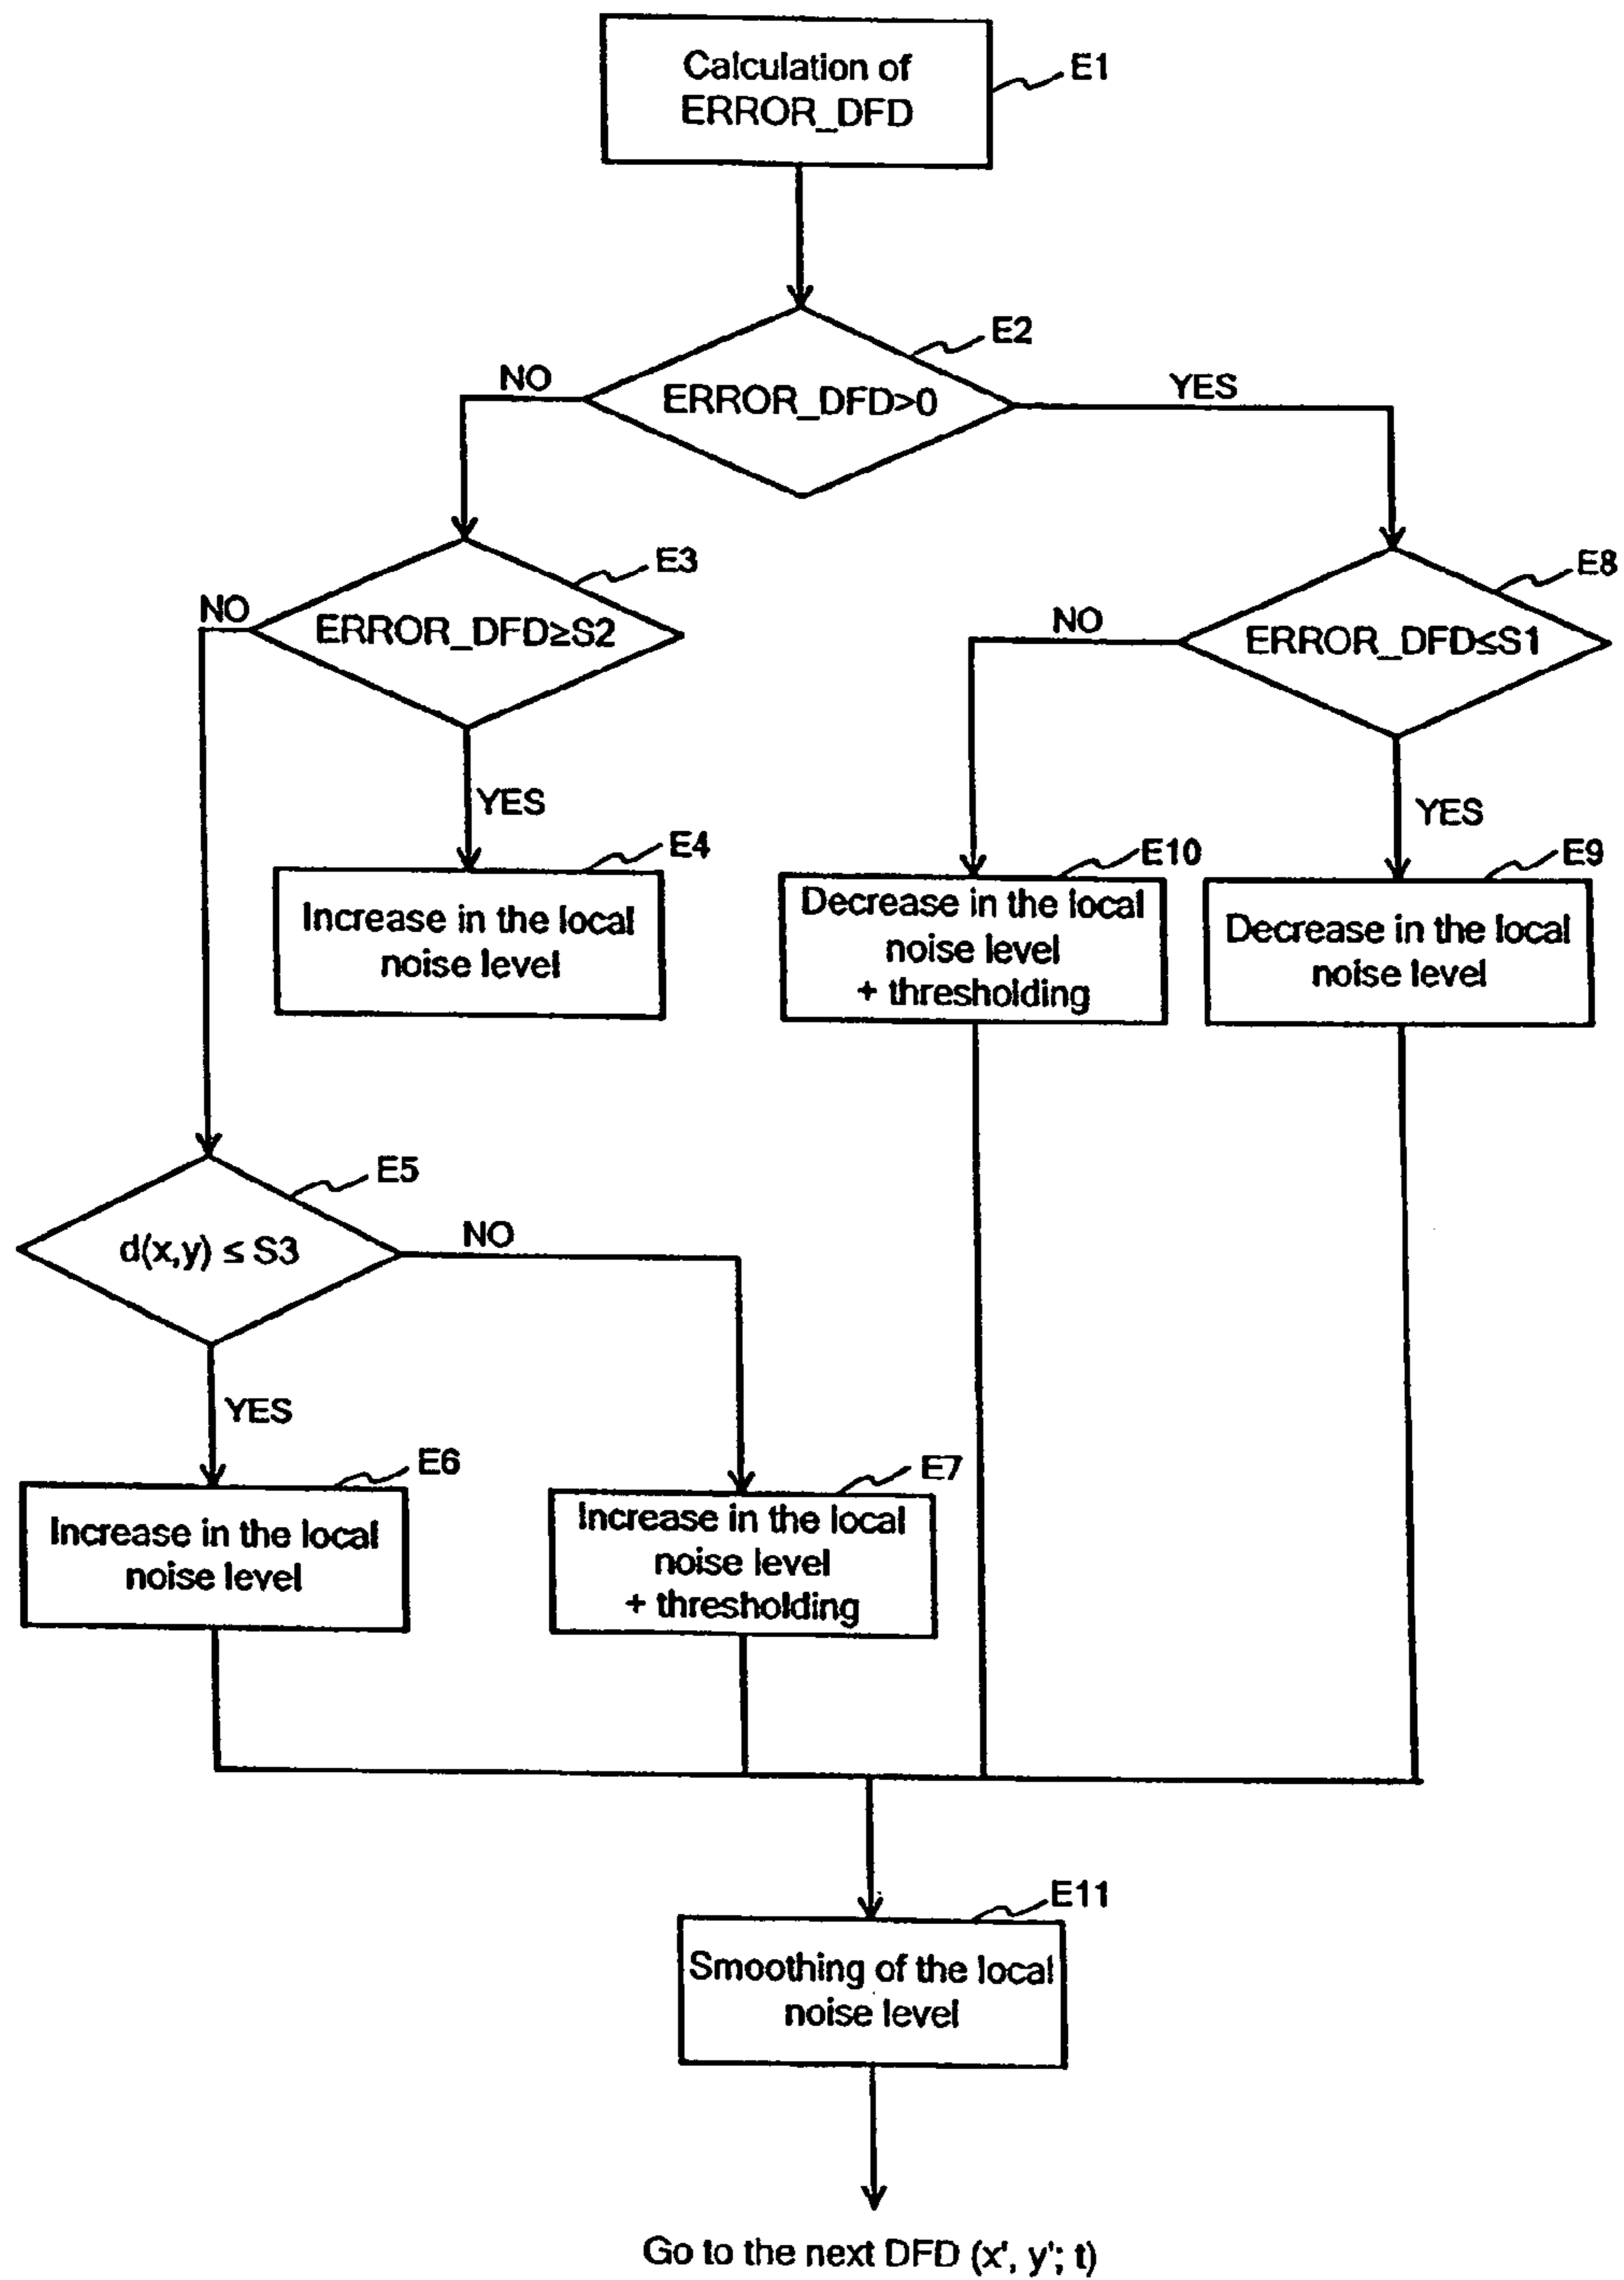 Calculation of
ERROR_DFD
E1
E2
ERROR_DFD>0
NO
YES
E3
ERROR_DFD≥S2
NO
YES
E8
ERROR_DFD≤S1
NO
YES
E4
Increase in the local
noise level
E10
Decrease in the local
noise level
+ thresholding
E9
Decrease in the local
noise level
E5
d(x,y) ≤ S3
NO
YES
E6
Increase in the local
noise level
E7
Increase in the local
noise level
+ thresholding
E11
Smoothing of the local
noise level
Go to the next DFD (x', y'; t)